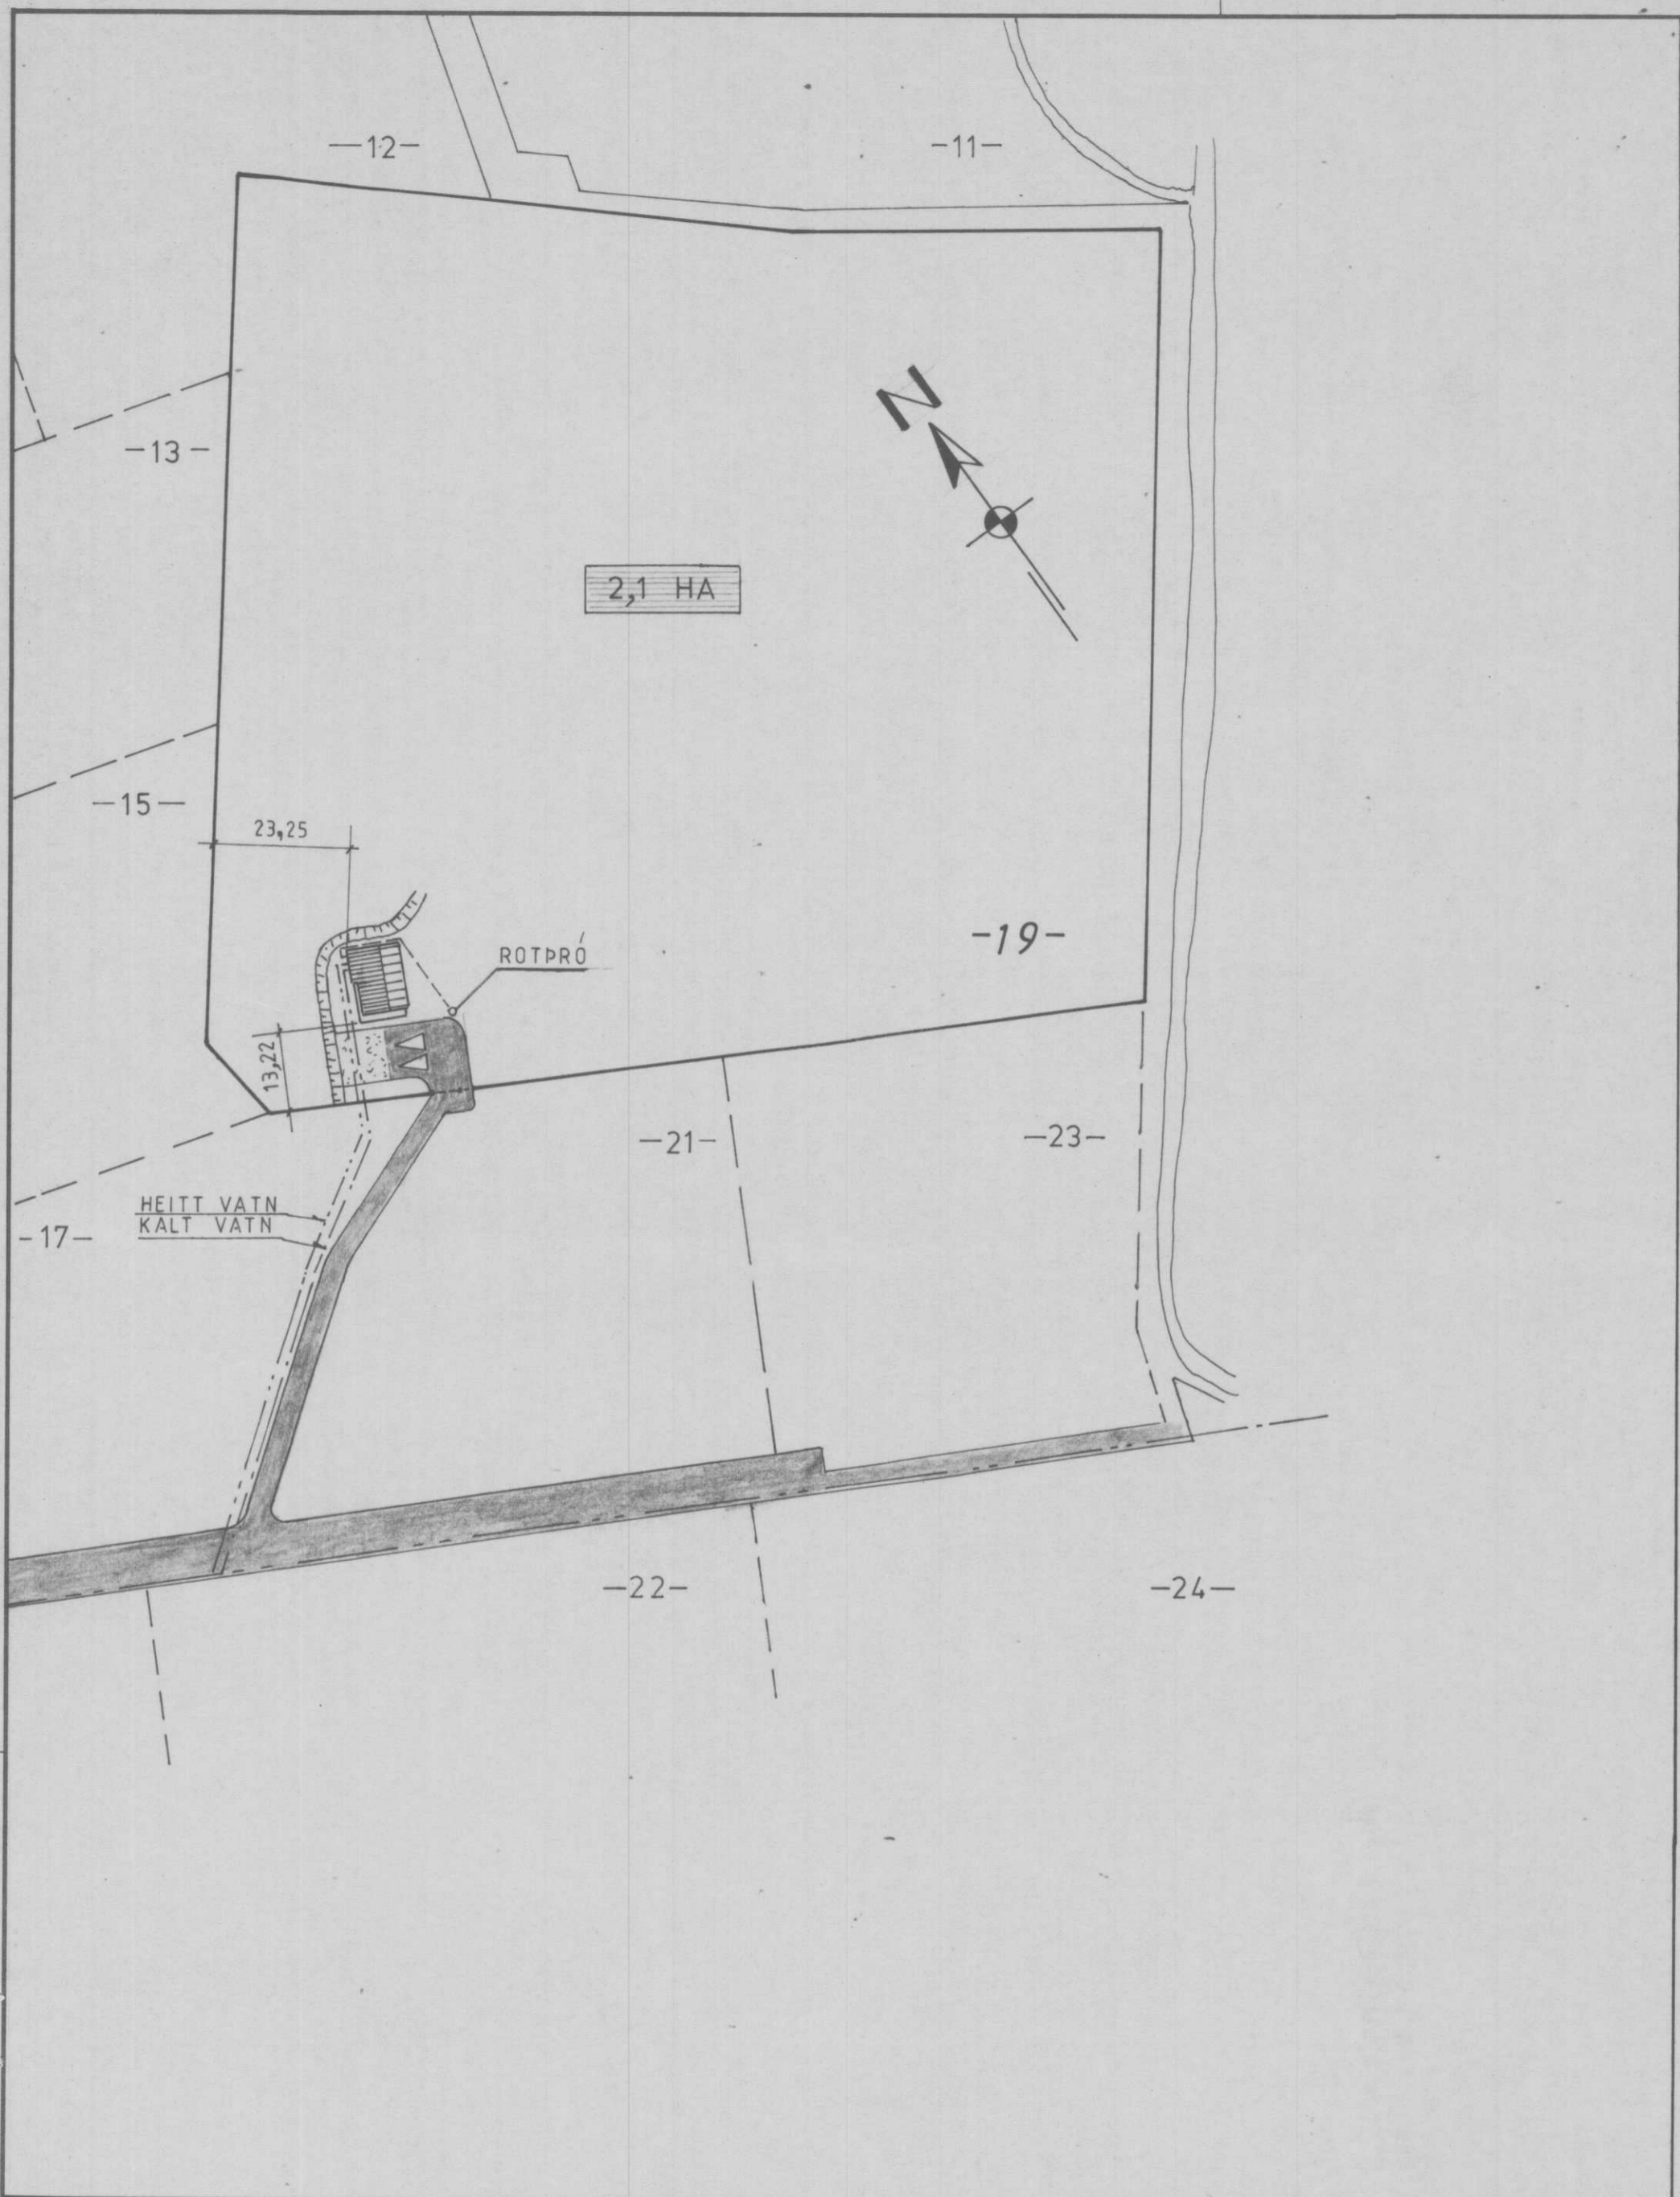 —12—
—11—
—13—
N
2,1 HA
—15—
23,25
—19—
ROTÞRÓ
13,22
—21—
—23—
HEITT VATN
KALT VATN
—17—
—22—
—24—